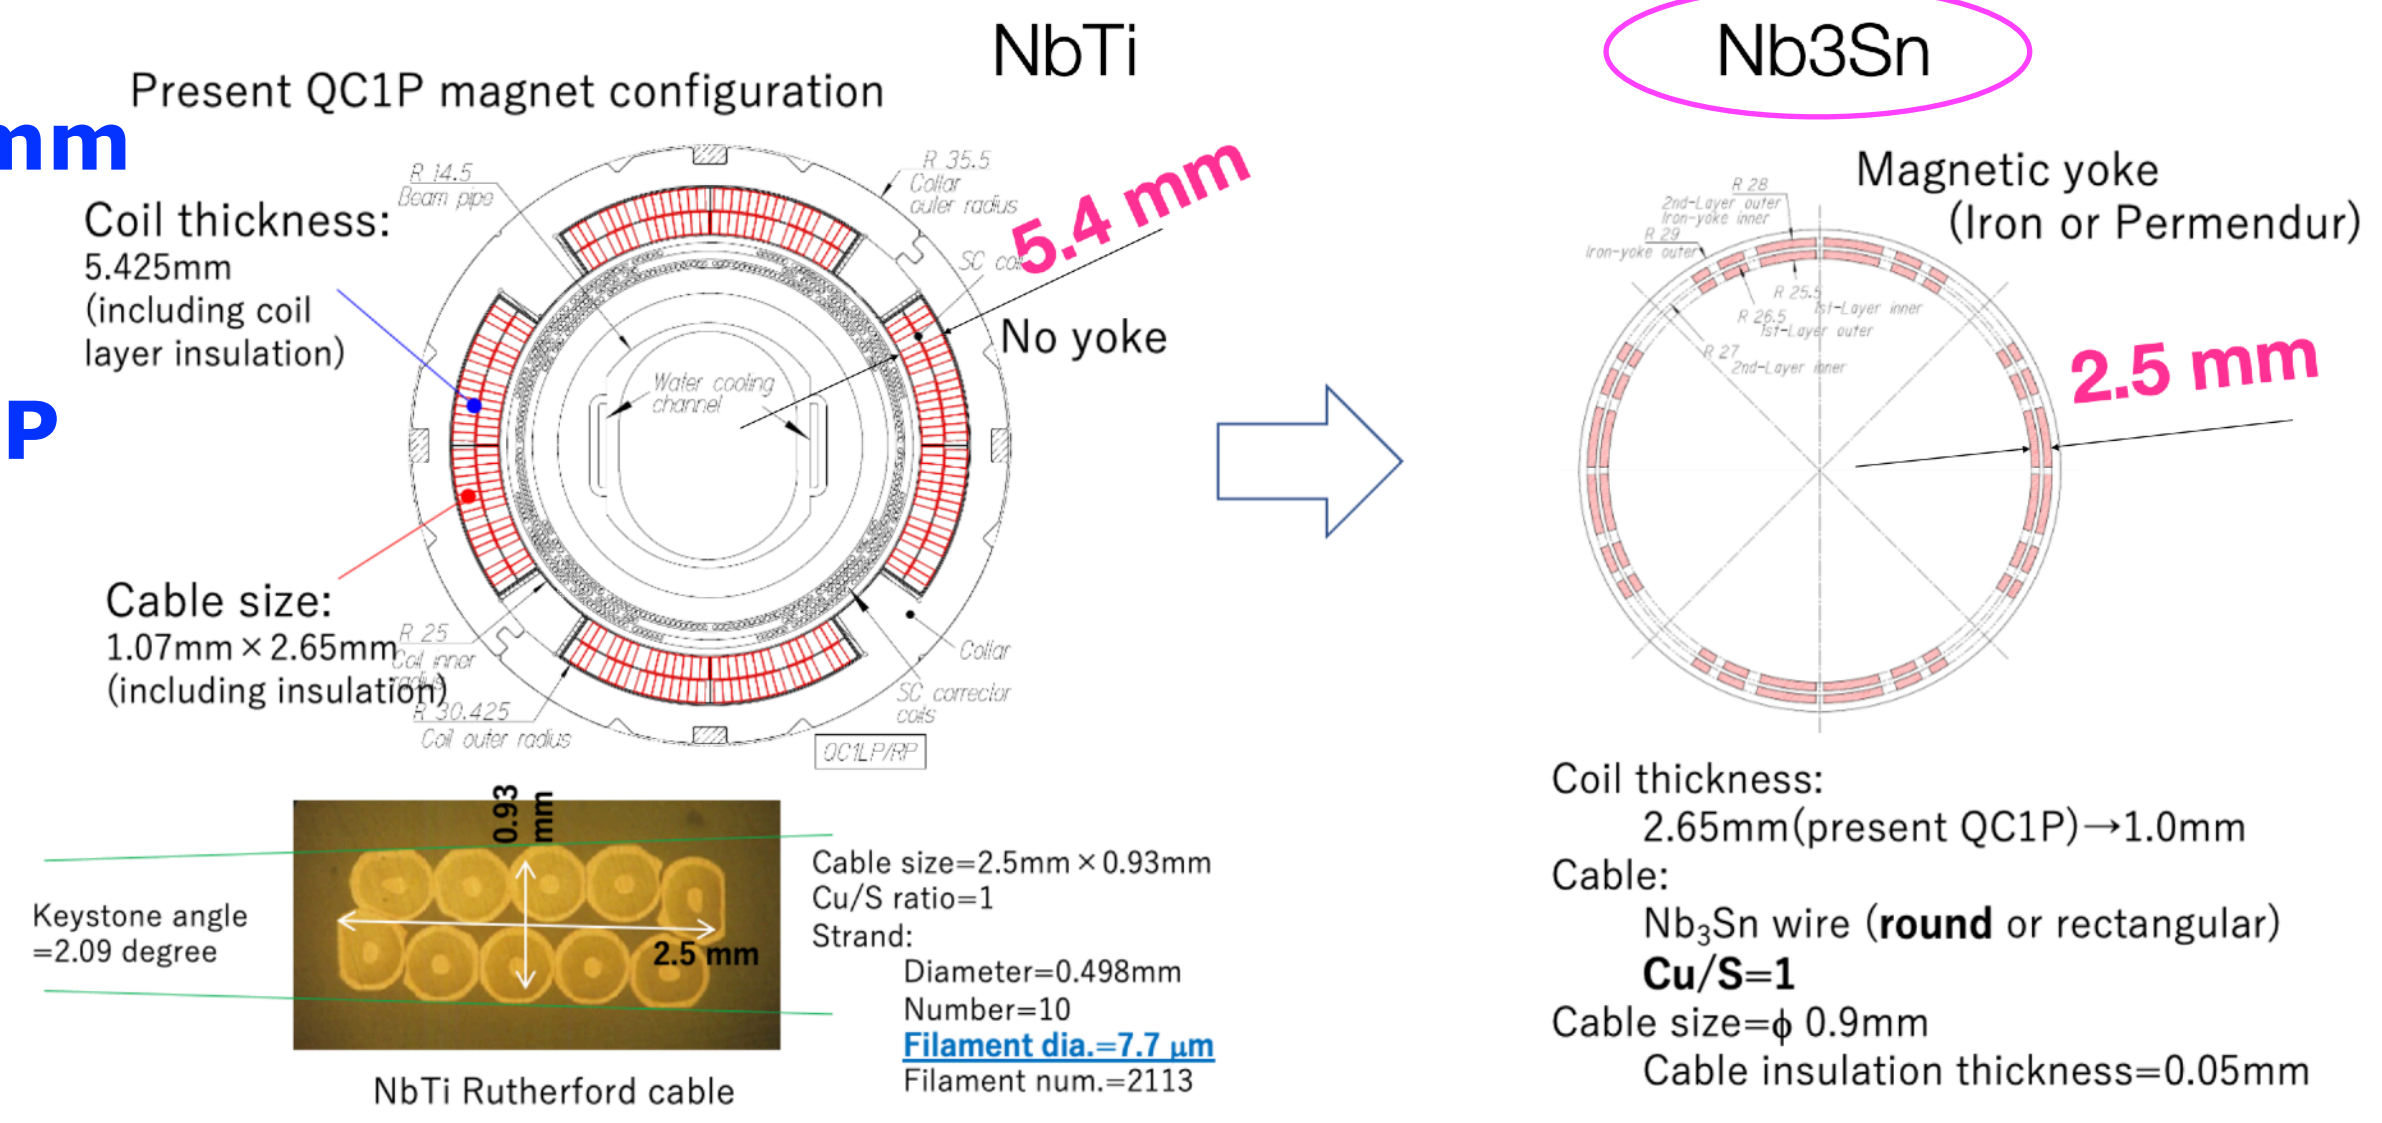 NbTi
Nb3Sn
Present QC1P magnet configuration
mm
P
Coil thickness:
5.425mm
(including coil
layer insulation)
R 14.5
Beam pipe
R 35.5
Collar
outer radius
SC
5.4 mm
No yoke
Water cooling
channel
Cable size:
1.07mm×2.65mm
(including insulation)
R 25
Coil inner
radius
R 30.425
Coil outer radius
Collar
SC corrector
coils
QC1LP/RP
Magnetic yoke
(Iron or Permendur)
R 28
2nd-Layer outer
Iron-yoke inner
R 29
Iron-yoke outer
R 25.5
1st-Layer inner
R 26.5
1st-Layer outer
R 27
2nd-Layer inner
2.5 mm
0.93
mm
2.5 mm
Keystone angle
=2.09 degree
NbTi Rutherford cable
Cable size=2.5mm×0.93mm
Cu/S ratio=1
Strand:
Diameter=0.498mm
Number=10
Filament dia.=7.7 μm
Filament num.=2113
Coil thickness:
2.65mm(present QC1P)→1.0mm
Cable:
Nb₃Sn wire (round or rectangular)
Cu/S=1
Cable size=ϕ 0.9mm
Cable insulation thickness=0.05mm